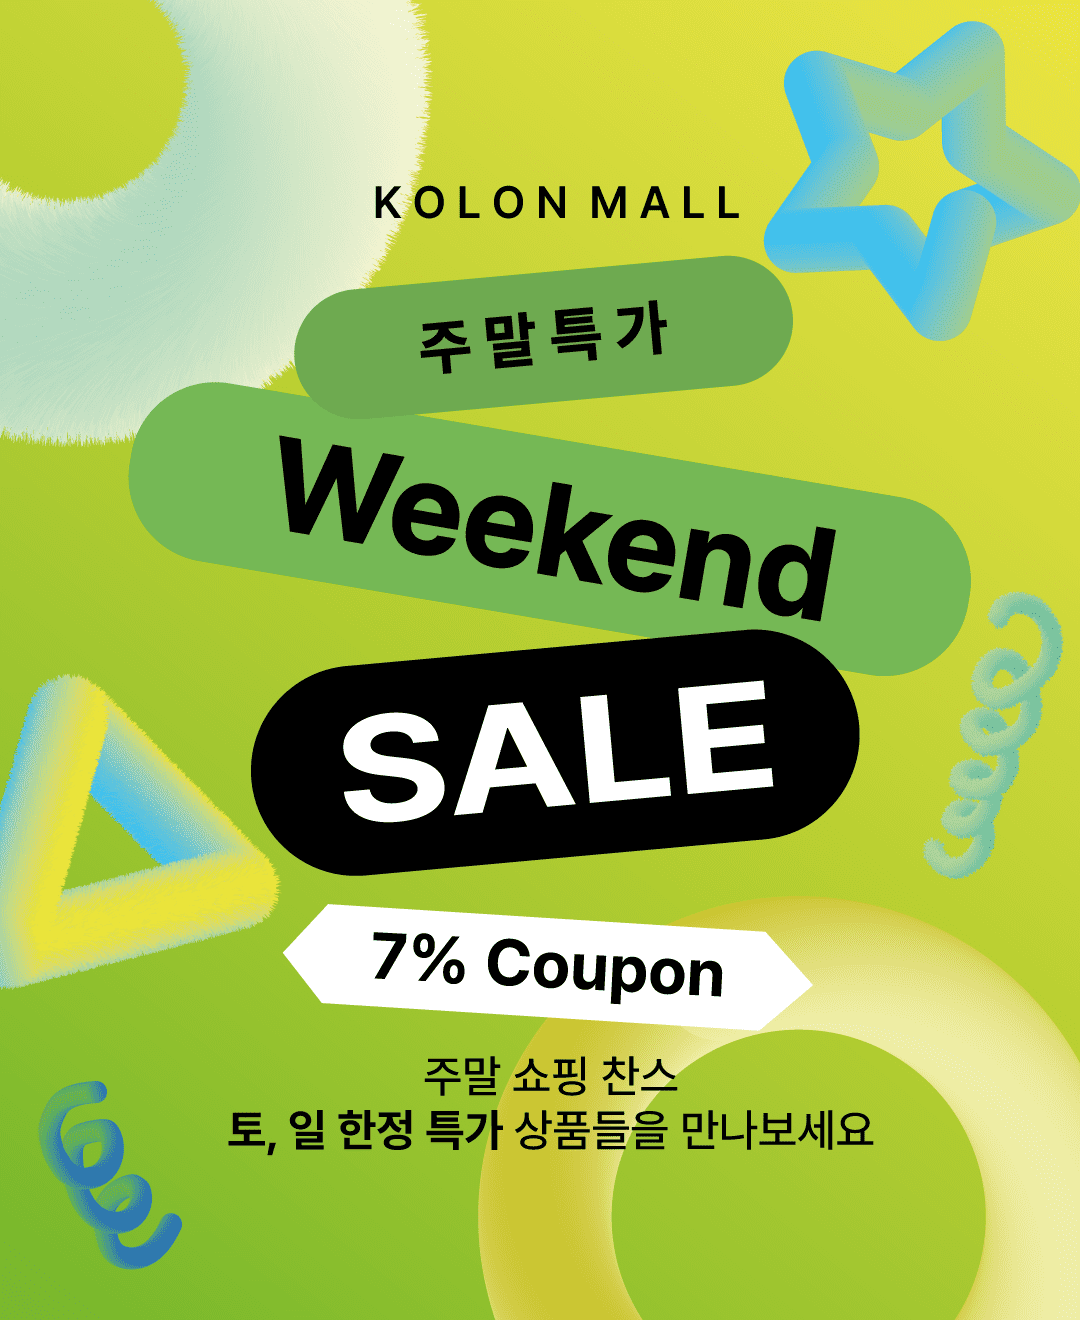 KOLON MALL
주말특가
Weekend
SALE
7% Coupon
주말 쇼핑 찬스
토, 일 한정 특가 상품들을 만나보세요